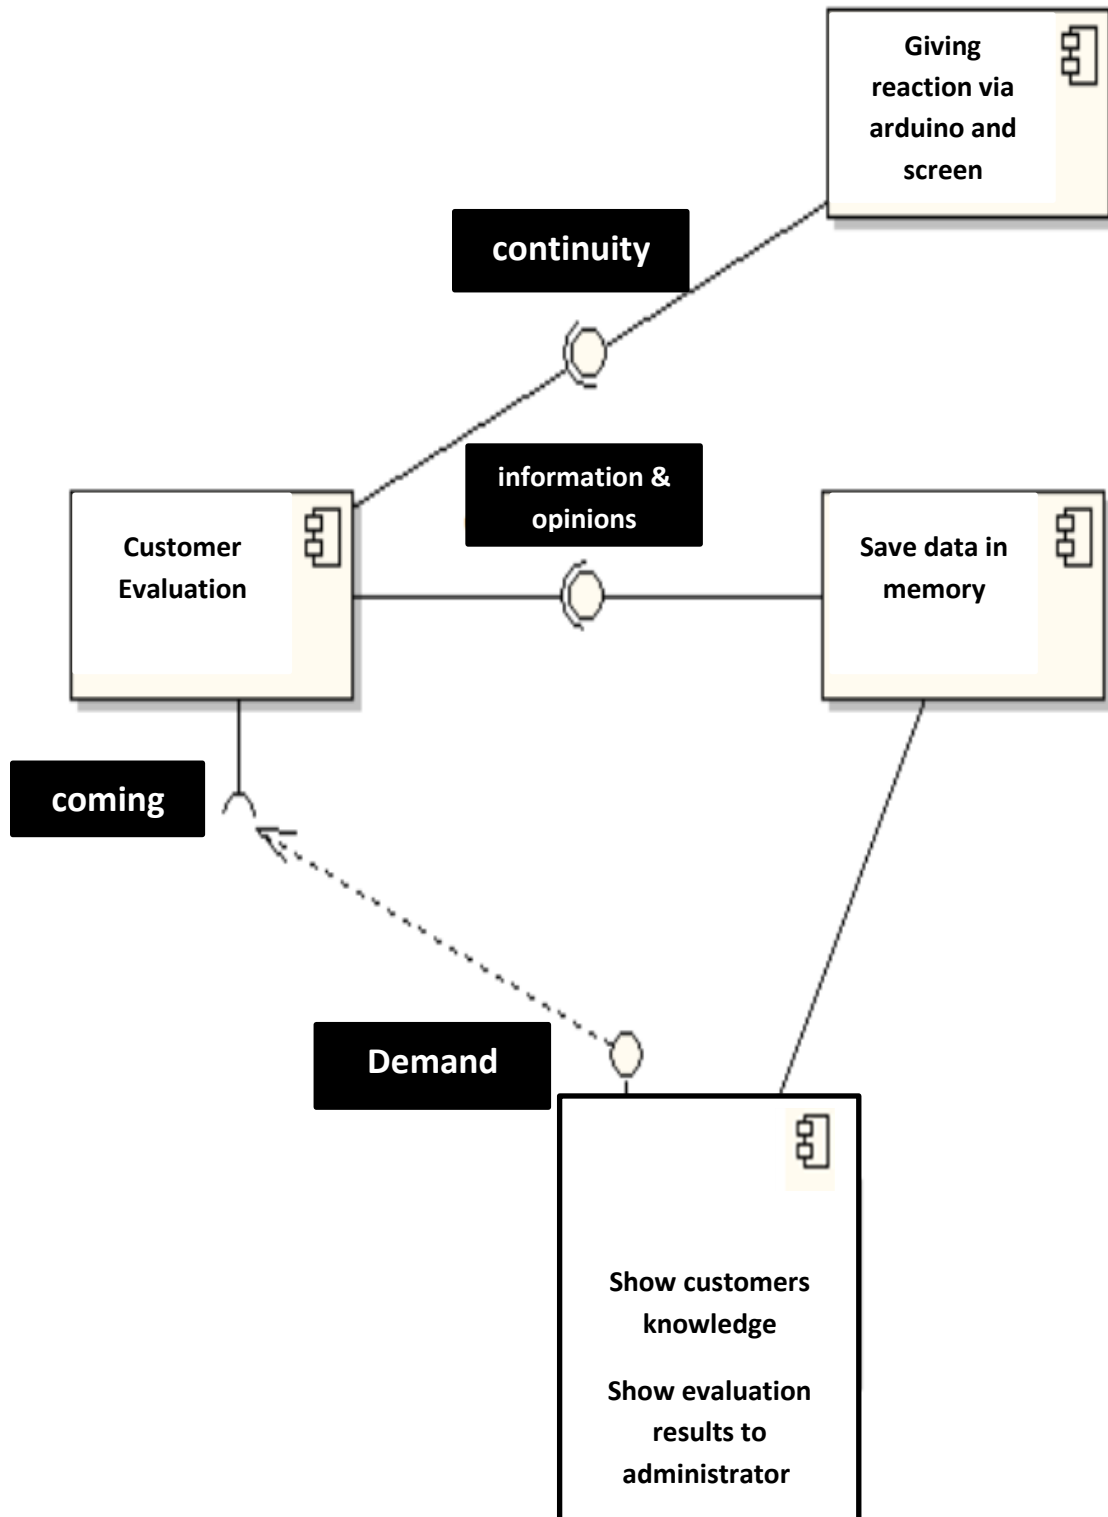 Giving
reaction via
arduino and
screen
continuity
information &
opinions
Customer
Evaluation
Save data in
memory
coming
Demand
Show customers
knowledge
Show evaluation
results to
administrator